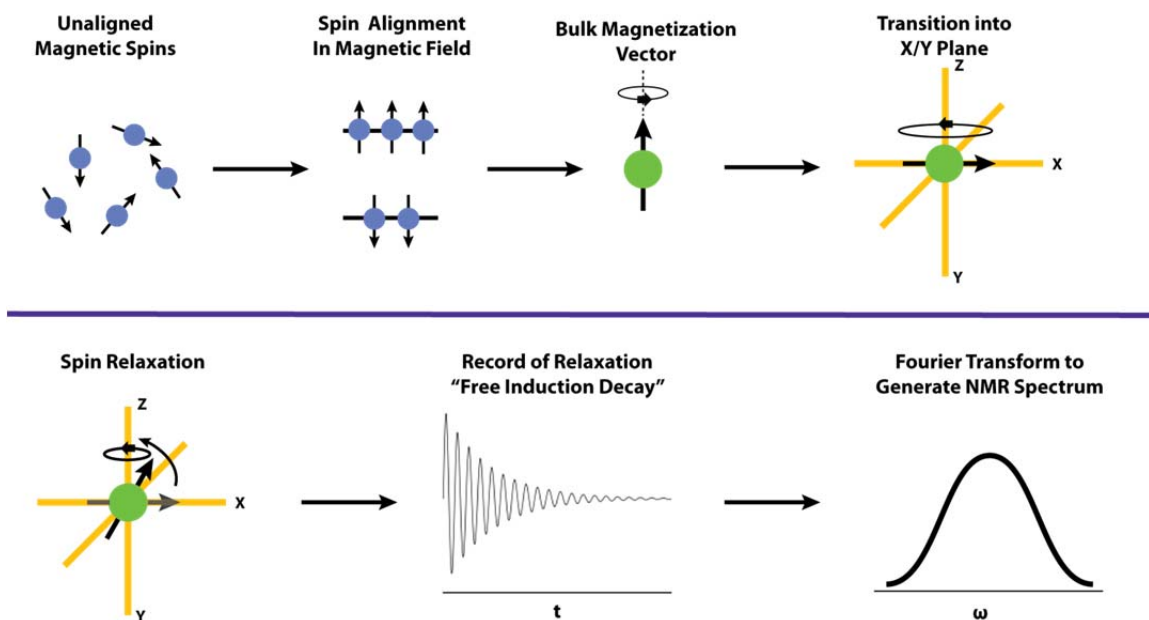 Unaligned
Magnetic Spins
Spin Alignment
In Magnetic Field
Bulk Magnetization
Vector
Transition into
X/Y Plane
Z
X
Y
Spin Relaxation
Z
X
Y
Record of Relaxation
“Free Induction Decay”
t
Fourier Transform to
Generate NMR Spectrum
ω